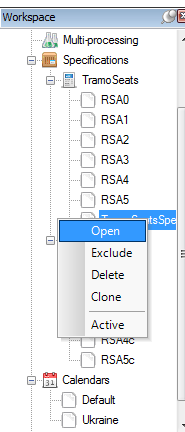 Workspace
Multi-processing
Specifications
TramoSeats
RSA0
RSA1
RSA2
RSA3
RSA4
RSA5
Open
Exclude
Delete
Clone
Active
RSA4c
RSA5c
Calendars
Default
Ukraine